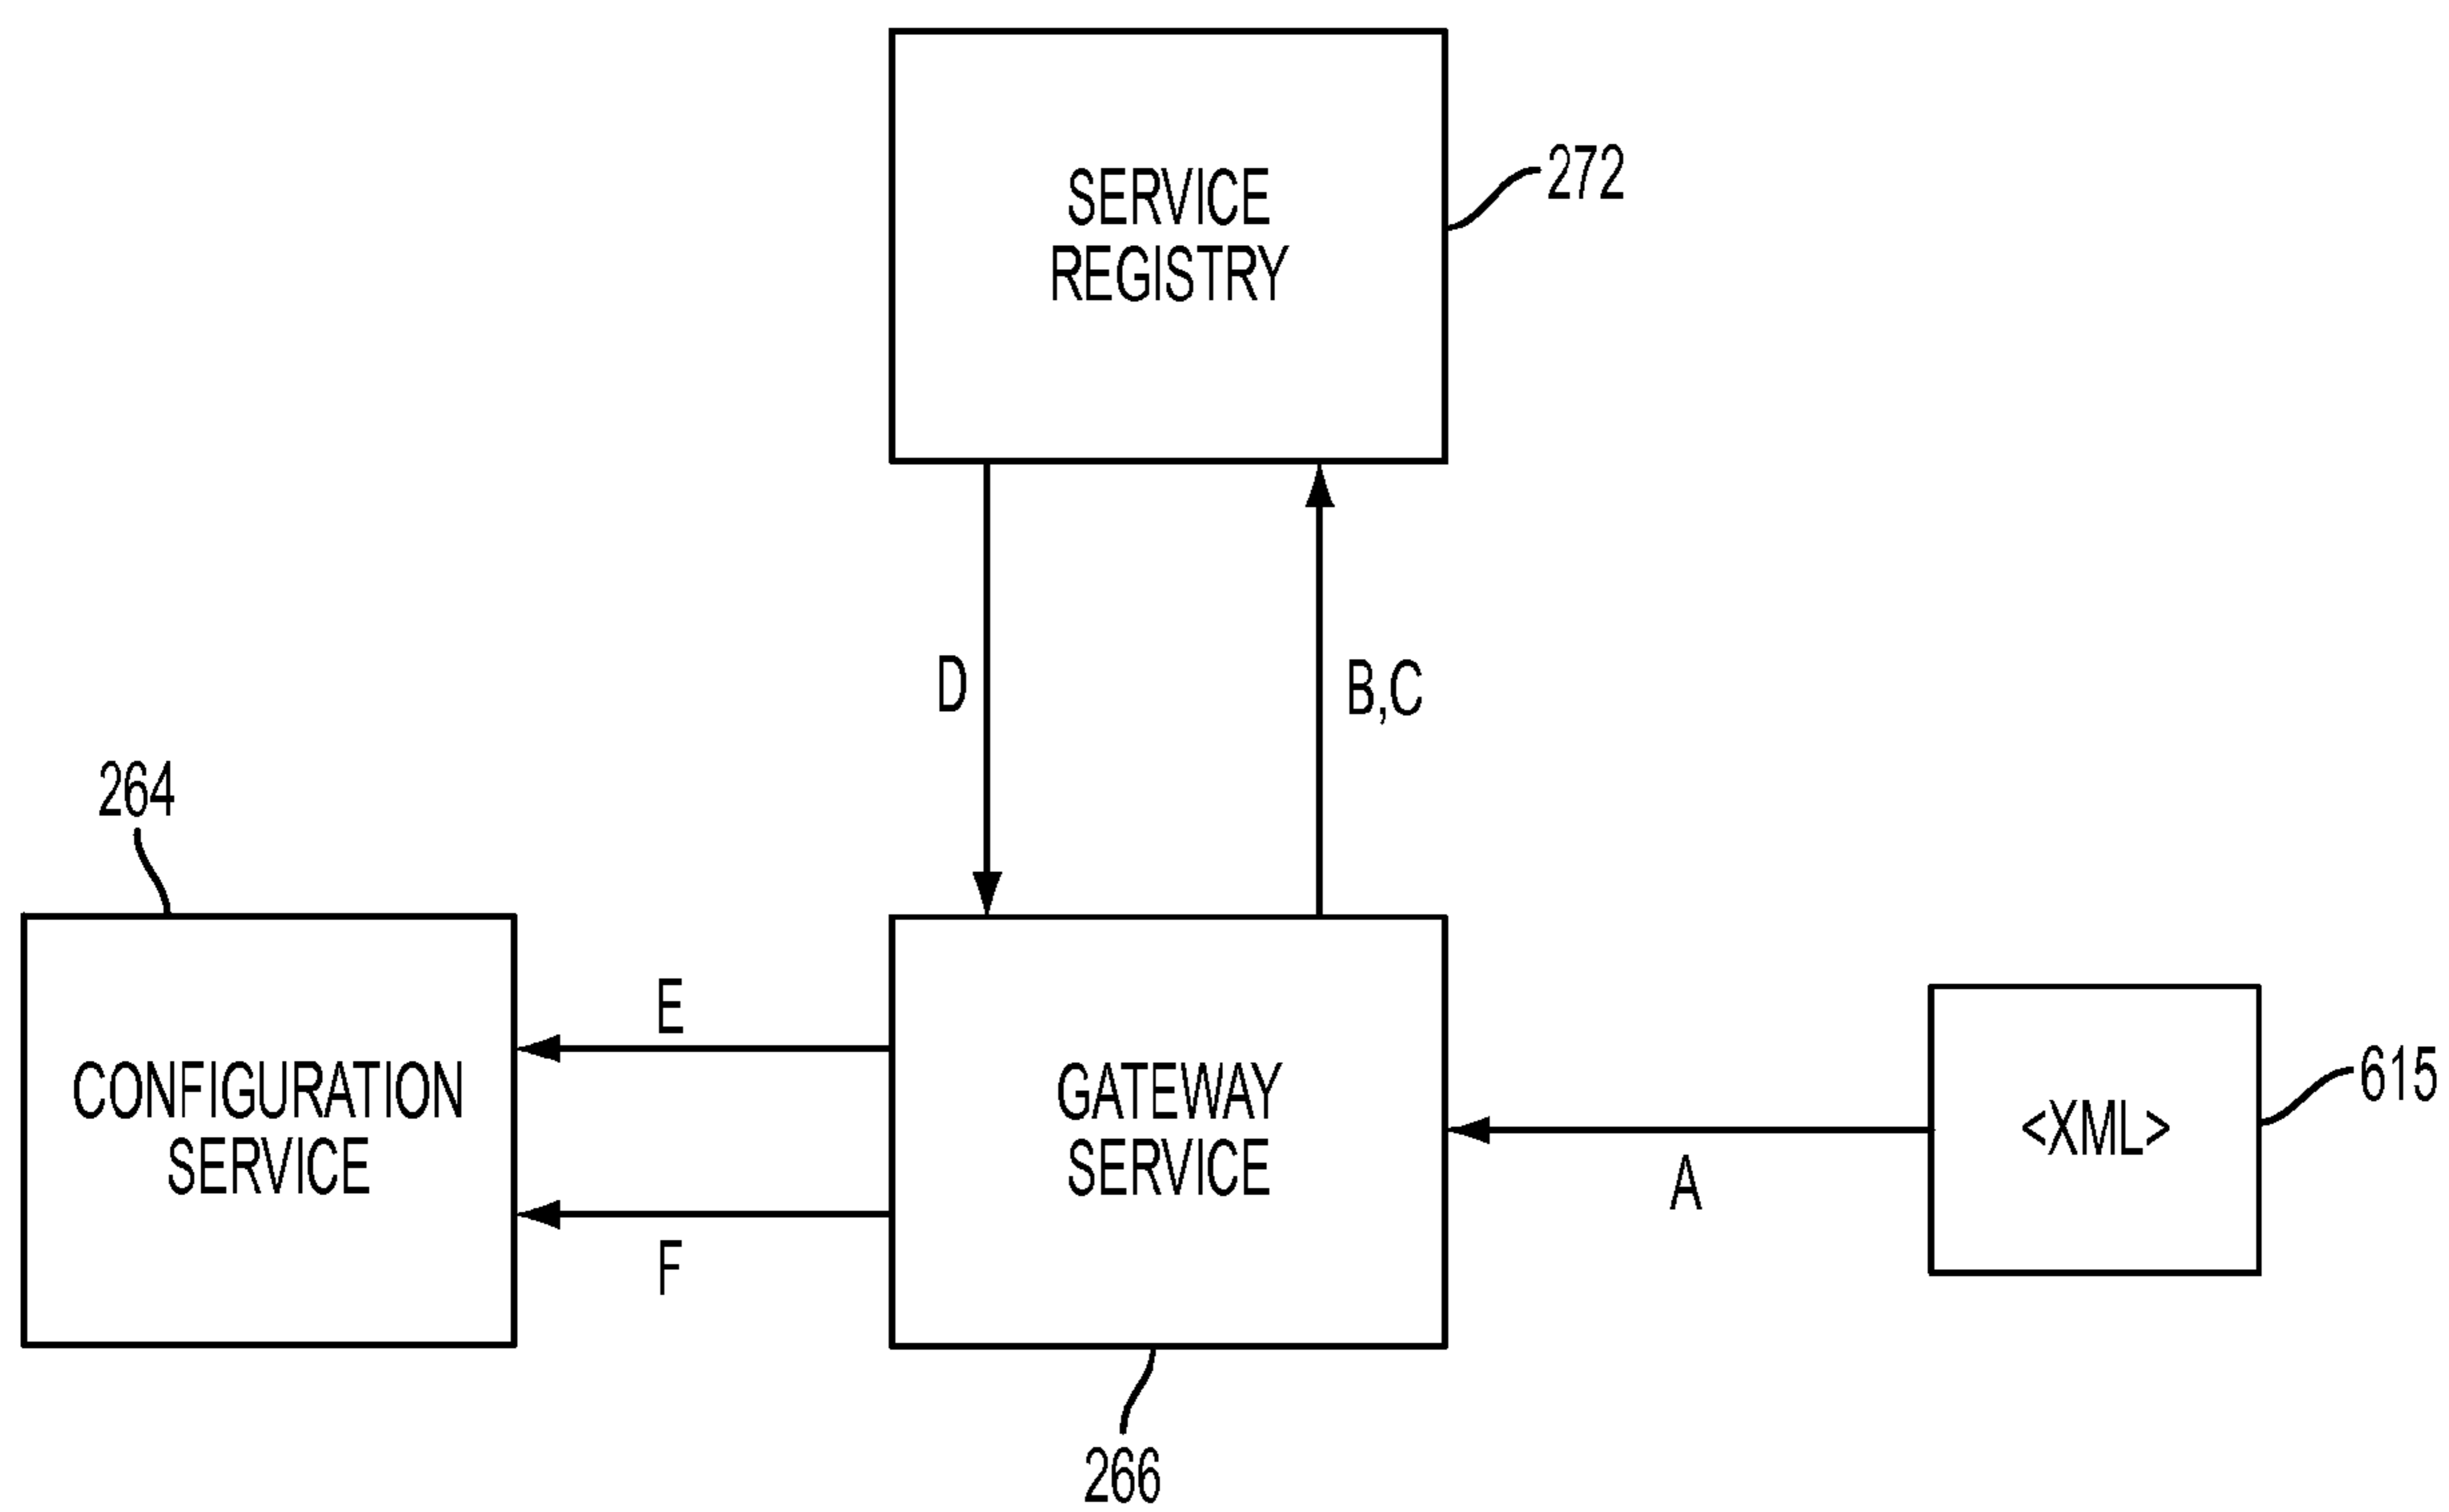 SERVICE
REGISTRY
272
D
B,C
264
E
CONFIGURATION
SERVICE
GATEWAY
SERVICE
F
A
<XML>
615
266